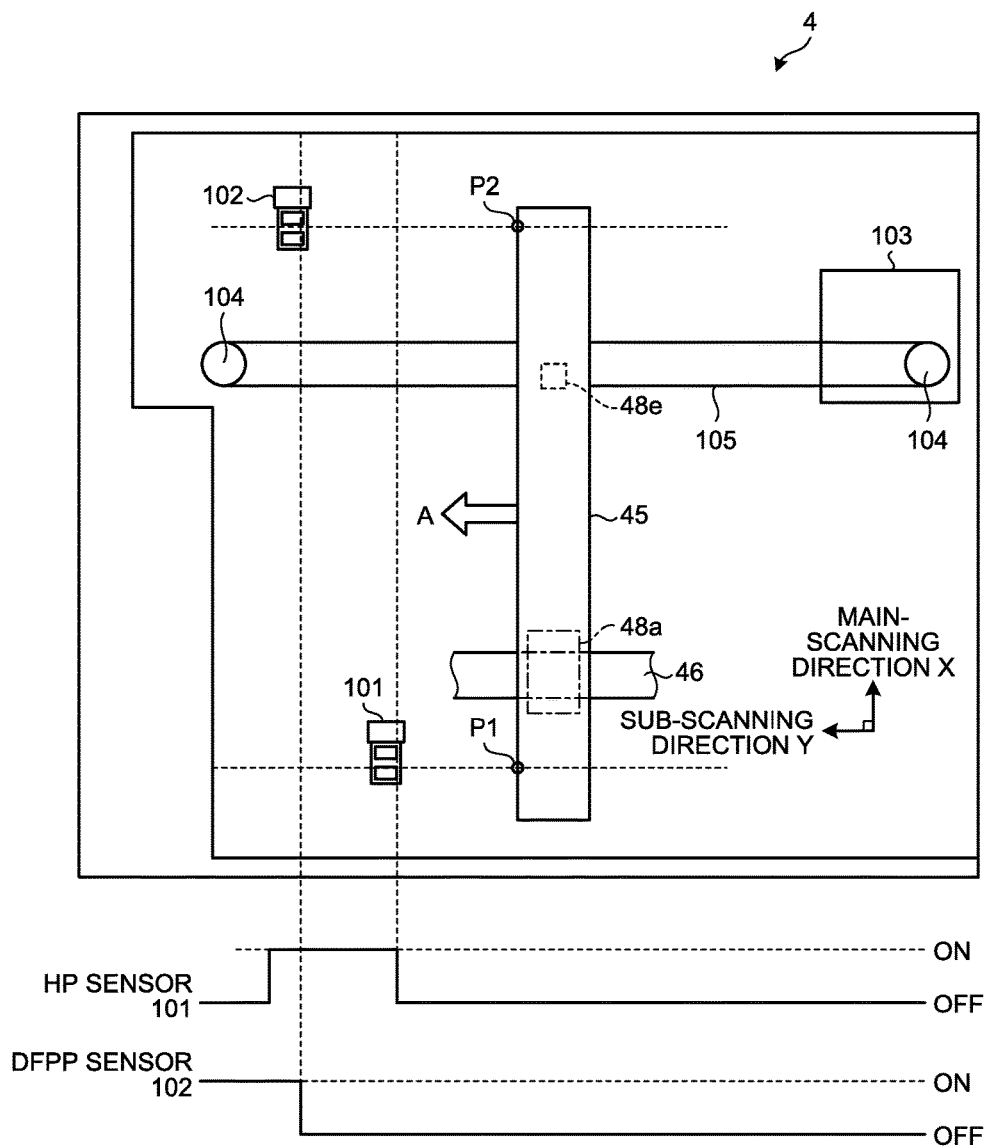 4
102
P2
103
104
48e
105
104
A
45
48a
MAIN-
SCANNING
DIRECTION X
46
101
P1
SUB-SCANNING
DIRECTION Y
ON
HP SENSOR
101
OFF
DFPP SENSOR
102
ON
OFF